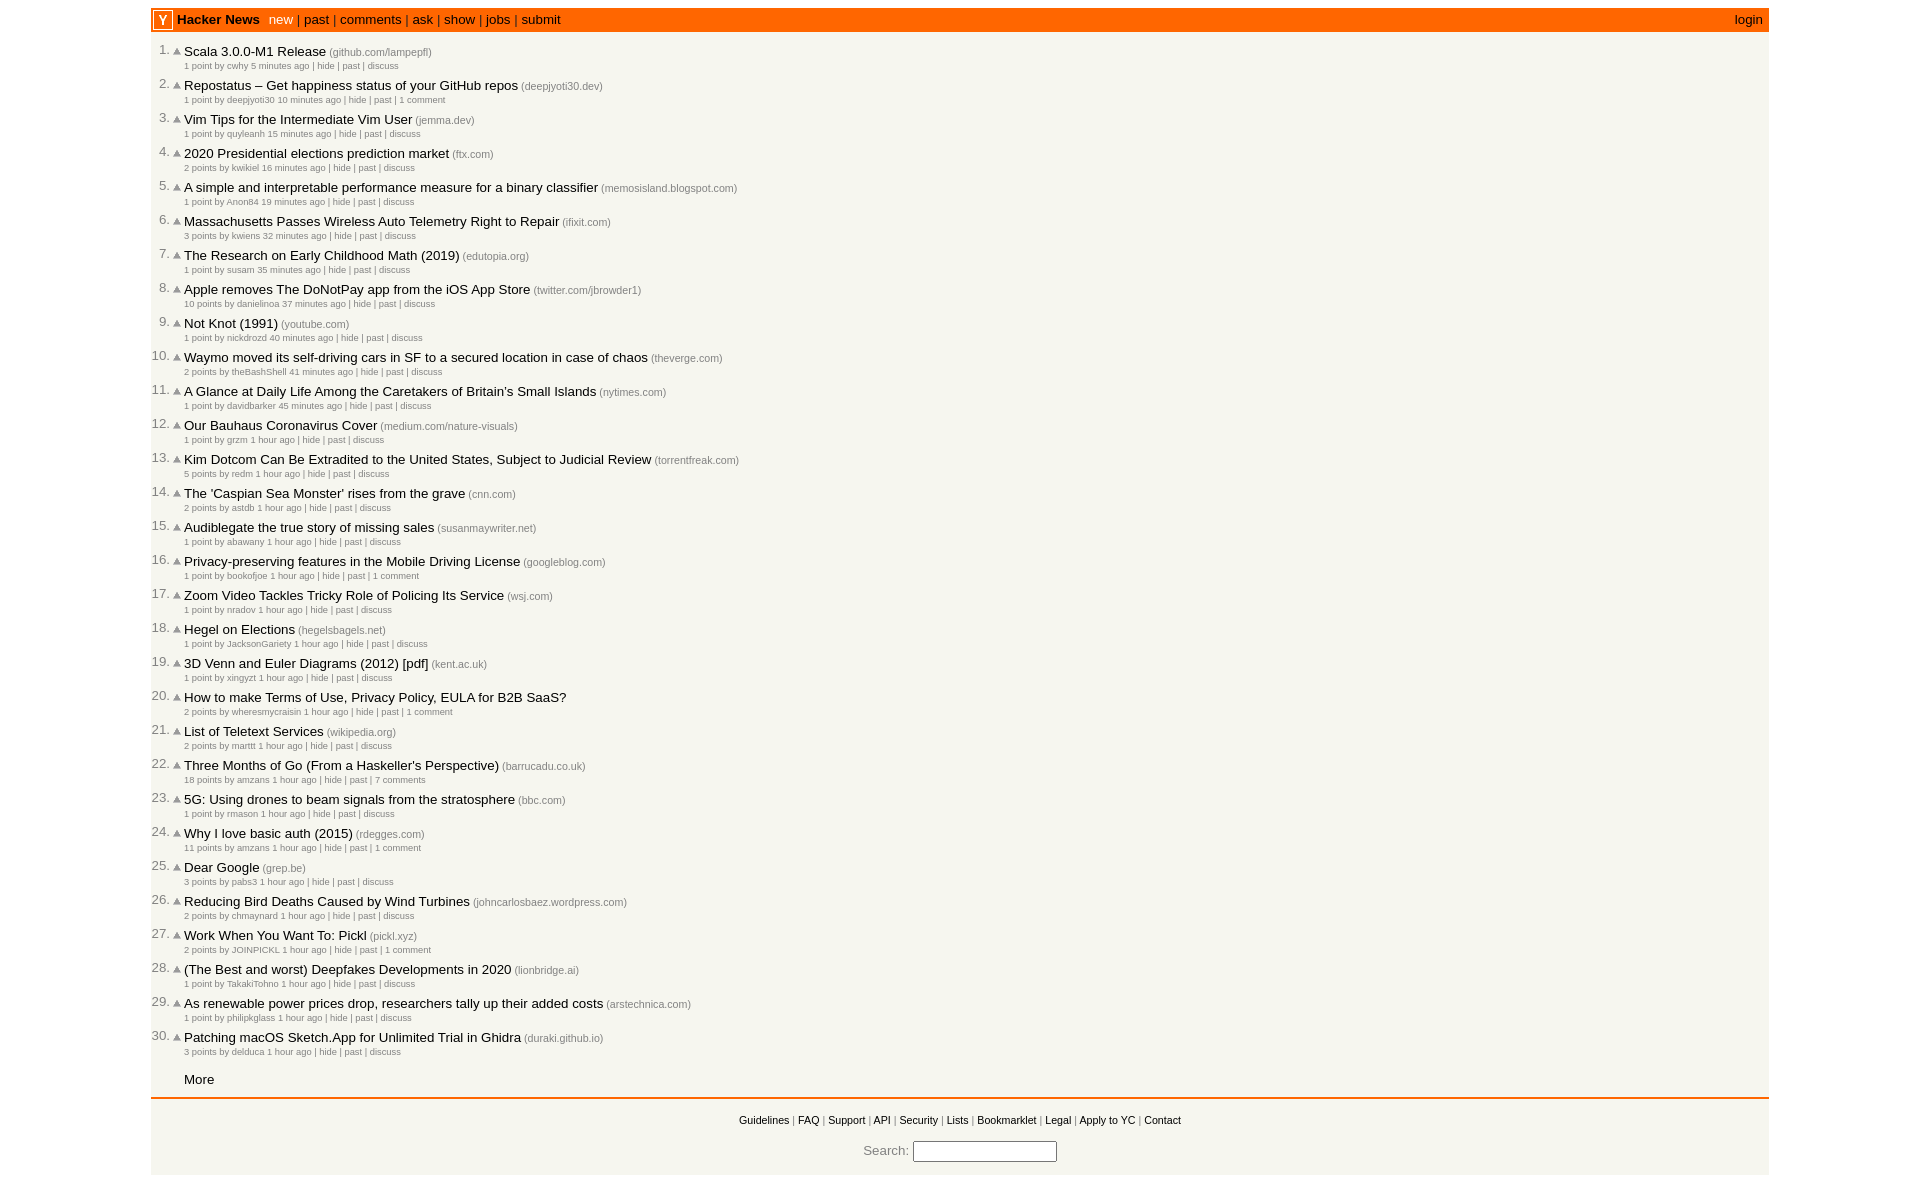 Y Hacker News new | past | comments | ask | show | jobs | submit login
1. Scala 3.0.0-M1 Release (github.com/lampepfl)
1 point by cwhy 5 minutes ago | hide | past | discuss
2. Repostatus – Get happiness status of your GitHub repos (deepjyoti30.dev)
1 point by deepjyoti30 10 minutes ago | hide | past | 1 comment
3. Vim Tips for the Intermediate Vim User (jemma.dev)
1 point by quyleanh 15 minutes ago | hide | past | discuss
4. 2020 Presidential elections prediction market (ftx.com)
2 points by kwikiel 16 minutes ago | hide | past | discuss
5. A simple and interpretable performance measure for a binary classifier (memosisland.blogspot.com)
1 point by Anon84 19 minutes ago | hide | past | discuss
6. Massachusetts Passes Wireless Auto Telemetry Right to Repair (ifixit.com)
3 points by kwiens 32 minutes ago | hide | past | discuss
7. The Research on Early Childhood Math (2019) (edutopia.org)
1 point by susam 35 minutes ago | hide | past | discuss
8. Apple removes The DoNotPay app from the iOS App Store (twitter.com/jbrowder1)
10 points by danielinoa 37 minutes ago | hide | past | discuss
9. Not Knot (1991) (youtube.com)
1 point by nickdrozd 40 minutes ago | hide | past | discuss
10. Waymo moved its self-driving cars in SF to a secured location in case of chaos (theverge.com)
2 points by theBashShell 41 minutes ago | hide | past | discuss
11. A Glance at Daily Life Among the Caretakers of Britain's Small Islands (nytimes.com)
1 point by davidbarker 45 minutes ago | hide | past | discuss
12. Our Bauhaus Coronavirus Cover (medium.com/nature-visuals)
1 point by grzm 1 hour ago | hide | past | discuss
13. Kim Dotcom Can Be Extradited to the United States, Subject to Judicial Review (torrentfreak.com)
5 points by redm 1 hour ago | hide | past | discuss
14. The 'Caspian Sea Monster' rises from the grave (cnn.com)
2 points by astdb 1 hour ago | hide | past | discuss
15. Audiblegate the true story of missing sales (susanmaywriter.net)
1 point by abawany 1 hour ago | hide | past | discuss
16. Privacy-preserving features in the Mobile Driving License (googleblog.com)
1 point by bookofjoe 1 hour ago | hide | past | 1 comment
17. Zoom Video Tackles Tricky Role of Policing Its Service (wsj.com)
1 point by nradov 1 hour ago | hide | past | discuss
18. Hegel on Elections (hegelsbagels.net)
1 point by JacksonGariety 1 hour ago | hide | past | discuss
19. 3D Venn and Euler Diagrams (2012) [pdf] (kent.ac.uk)
1 point by xingyzt 1 hour ago | hide | past | discuss
20. How to make Terms of Use, Privacy Policy, EULA for B2B SaaS?
2 points by wheresmycraisin 1 hour ago | hide | past | 1 comment
21. List of Teletext Services (wikipedia.org)
2 points by marttt 1 hour ago | hide | past | discuss
22. Three Months of Go (From a Haskeller's Perspective) (barrucadu.co.uk)
18 points by amzans 1 hour ago | hide | past | 7 comments
23. 5G: Using drones to beam signals from the stratosphere (bbc.com)
1 point by rmason 1 hour ago | hide | past | discuss
24. Why I love basic auth (2015) (rdegges.com)
11 points by amzans 1 hour ago | hide | past | 1 comment
25. Dear Google (grep.be)
3 points by pabs3 1 hour ago | hide | past | discuss
26. Reducing Bird Deaths Caused by Wind Turbines (johncarlosbaez.wordpress.com)
2 points by chmaynard 1 hour ago | hide | past | discuss
27. Work When You Want To: Pickl (pickl.xyz)
2 points by JOINPICKL 1 hour ago | hide | past | 1 comment
28. (The Best and worst) Deepfakes Developments in 2020 (lionbridge.ai)
1 point by TakakiTohno 1 hour ago | hide | past | discuss
29. As renewable power prices drop, researchers tally up their added costs (arstechnica.com)
1 point by philipkglass 1 hour ago | hide | past | discuss
30. Patching macOS Sketch.App for Unlimited Trial in Ghidra (duraki.github.io)
3 points by delduca 1 hour ago | hide | past | discuss
More
Guidelines | FAQ | Support | API | Security | Lists | Bookmarklet | Legal | Apply to YC | Contact
Search: